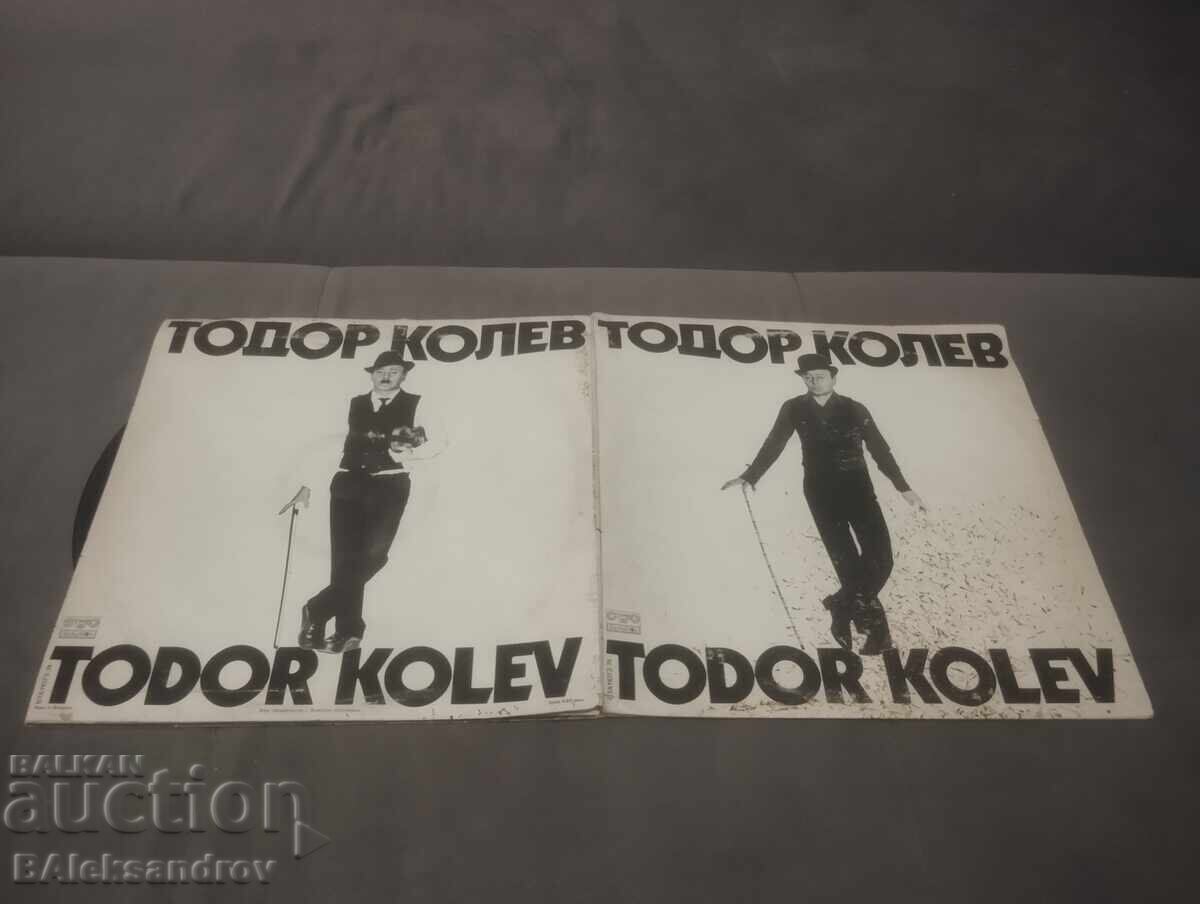 ТОДОР КОЛЕВ
TODOR KOLEV
ТОДОР КОЛЕВ
TODOR KOLEV
BALKAN
auction
BAleksandrov